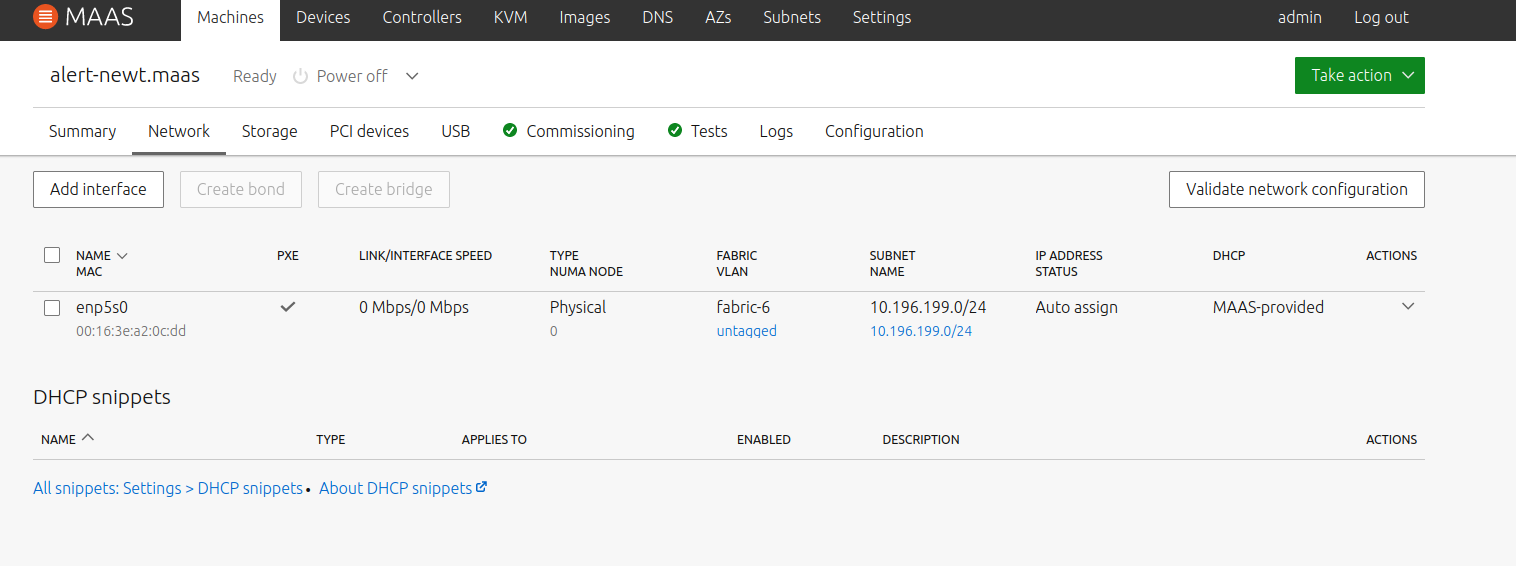 MAAS Machines Devices Controllers KVM Images DNS AZs Subnets Settings admin Log out
alert-newt.maas Ready Power off Take action
Summary Network Storage PCI devices USB Commissioning Tests Logs Configuration
Add interface Create bond Create bridge Validate network configuration
NAME PXE LINK/INTERFACE SPEED TYPE FABRIC SUBNET IP ADDRESS DHCP ACTIONS
MAC NUMA NODE VLAN NAME STATUS
enp5s0 0 Mbps/0 Mbps Physical fabric-6 10.196.199.0/24 Auto assign MAAS-provided
00:16:3e:a2:0c:dd 0 untagged 10.196.199.0/24
DHCP snippets
NAME TYPE APPLIES TO ENABLED DESCRIPTION ACTIONS
All snippets: Settings > DHCP snippets • About DHCP snippets